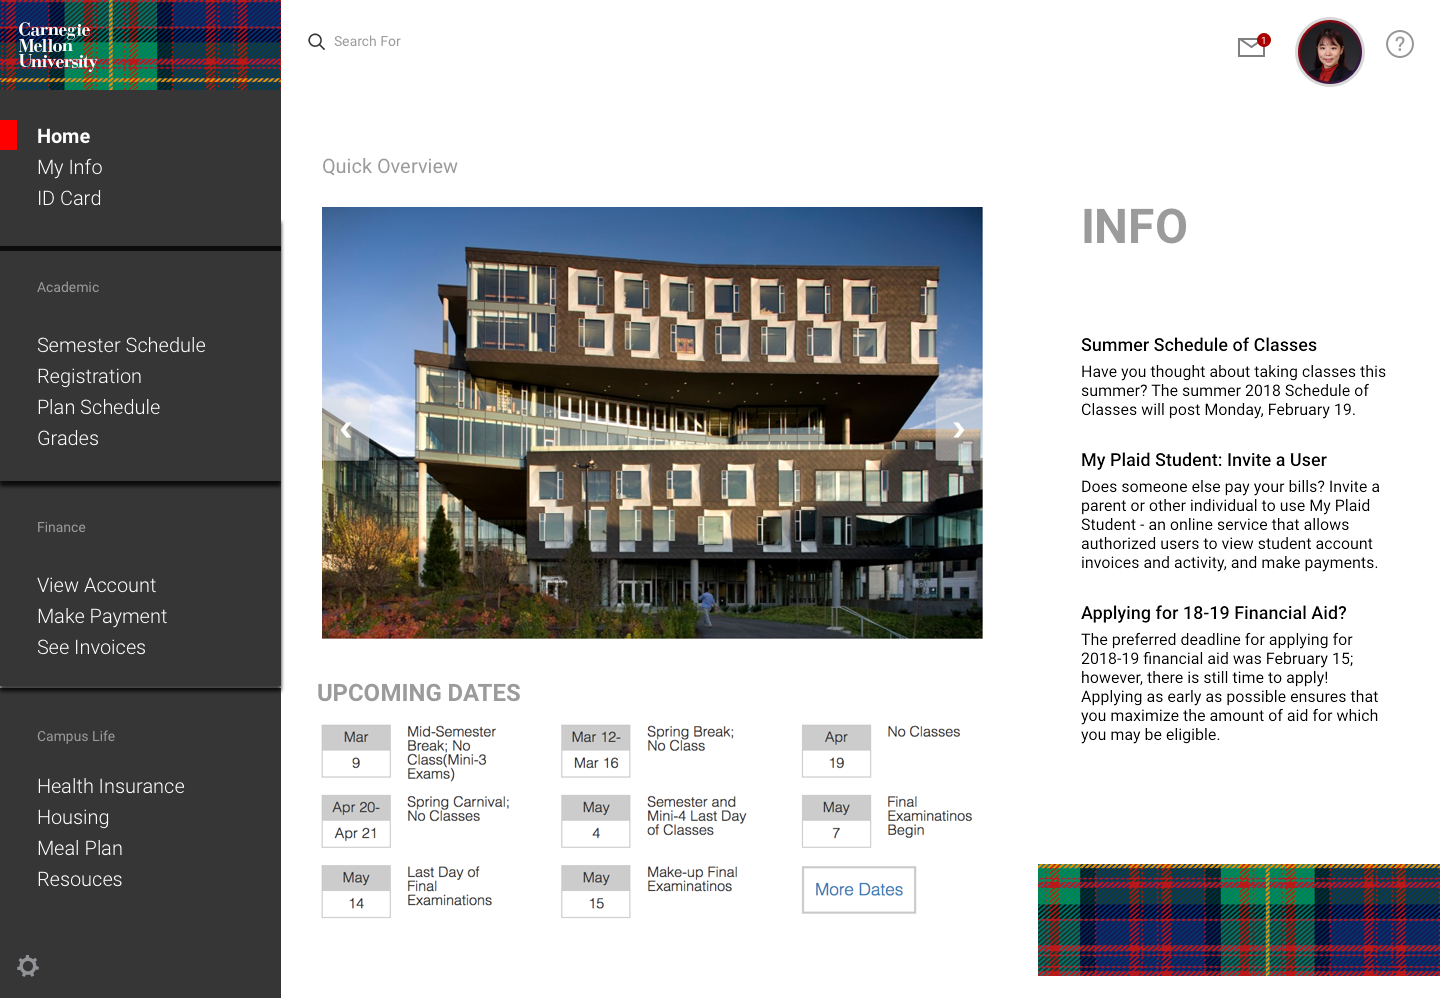 Carnegie
Mellon
University
Search For
1
?
Home
My Info
ID Card
Academic
Semester Schedule
Registration
Plan Schedule
Grades
Finance
View Account
Make Payment
See Invoices
Campus Life
Health Insurance
Housing
Meal Plan
Resouces
Quick Overview
UPCOMING DATES
Mar
9
Mid-Semester
Break; No
Class(Mini-3
Exams)
Mar 12-
Mar 16
Spring Break;
No Class
Apr
19
No Classes
Apr 20-
Apr 21
Spring Carnival;
No Classes
May
4
Semester and
Mini-4 Last Day
of Classes
May
7
Final
Examinatinos
Begin
May
14
Last Day of
Final
Examinations
May
15
Make-up Final
Examinatinos
More Dates
INFO
Summer Schedule of Classes
Have you thought about taking classes this
summer? The summer 2018 Schedule of
Classes will post Monday, February 19.
My Plaid Student: Invite a User
Does someone else pay your bills? Invite a
parent or other individual to use My Plaid
Student - an online service that allows
authorized users to view student account
invoices and activity, and make payments.
Applying for 18-19 Financial Aid?
The preferred deadline for applying for
2018-19 financial aid was February 15;
however, there is still time to apply!
Applying as early as possible ensures that
you maximize the amount of aid for which
you may be eligible.